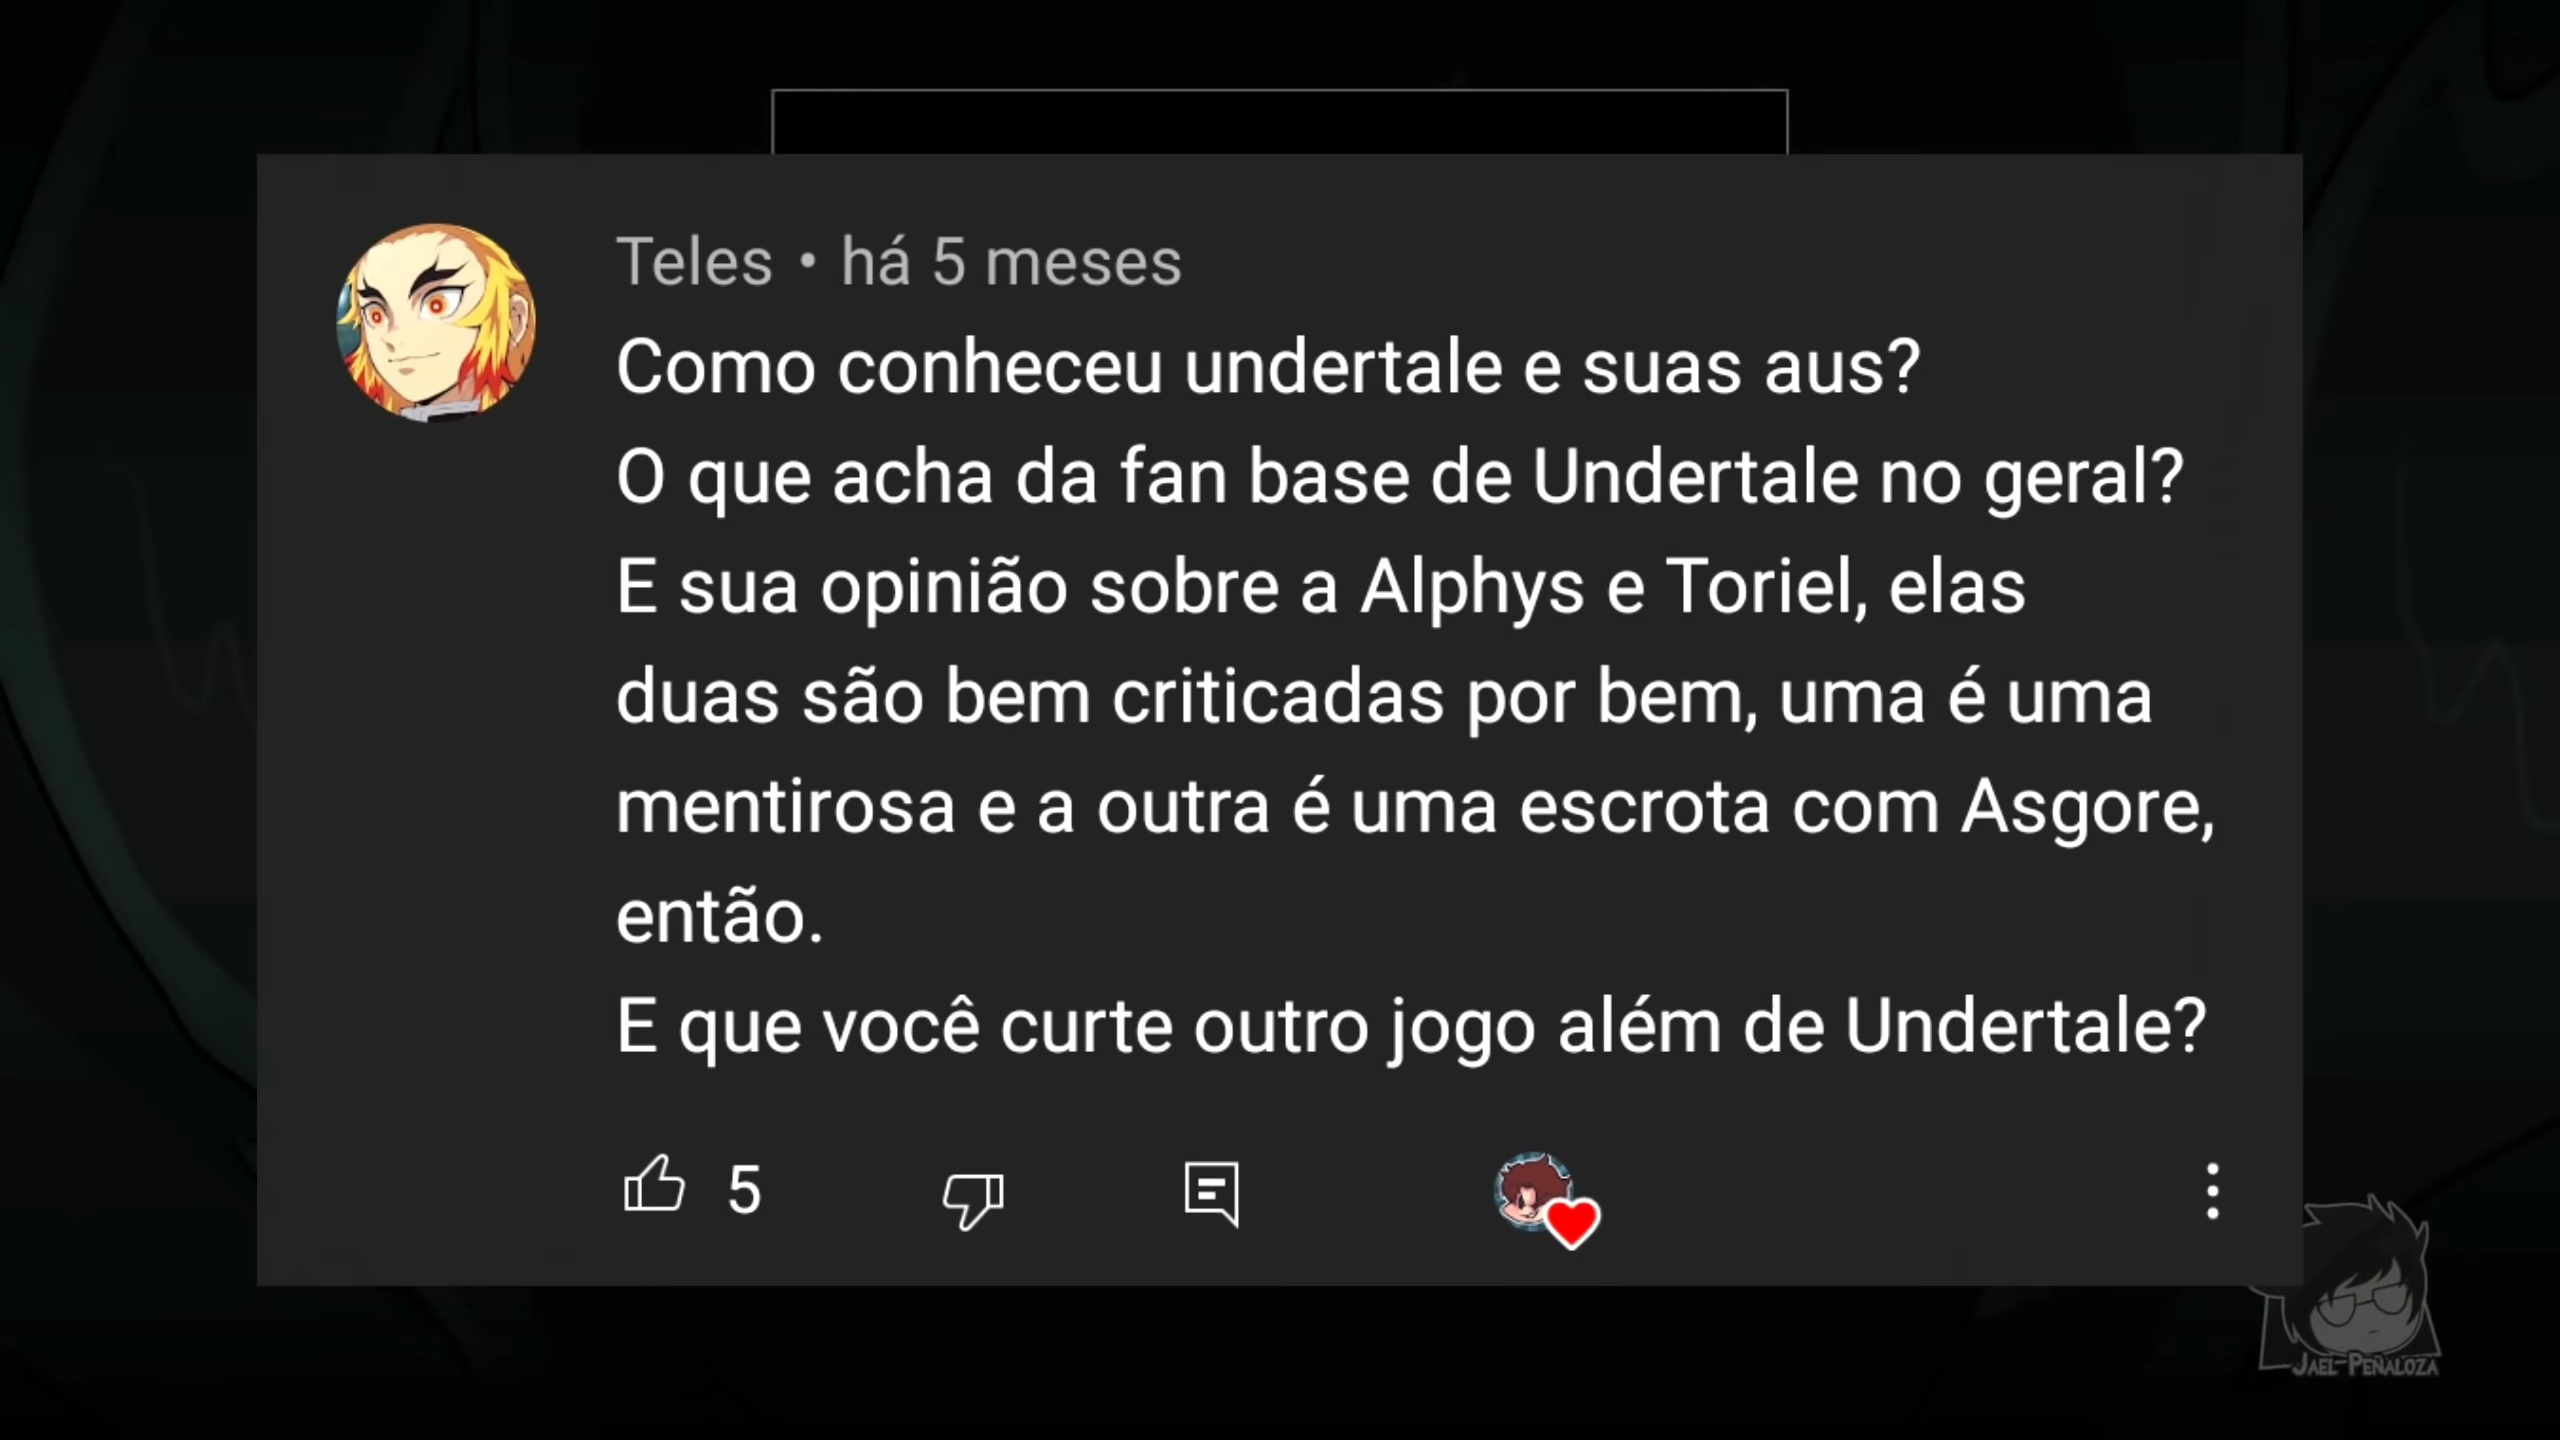 Teles • há 5 meses
Como conheceu undertale e suas aus?
O que acha da fan base de Undertale no geral?
E sua opinião sobre a Alphys e Toriel, elas
duas são bem criticadas por bem, uma é uma
mentirosa e a outra é uma escrota com Asgore,
então.
E que você curte outro jogo além de Undertale?
5
JAEL-PEÑALOZA